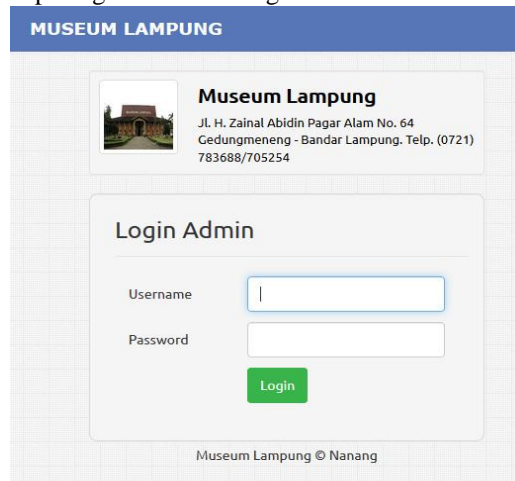 MUSEUM LAMPUNG
Museum Lampung
Jl. H. Zainal Abidin Pagar Alam No. 64
Gedungmeneng - Bandar Lampung. Telp. (0721)
783688/705254
Login Admin
Username
Password
Login
Museum Lampung © Nanang